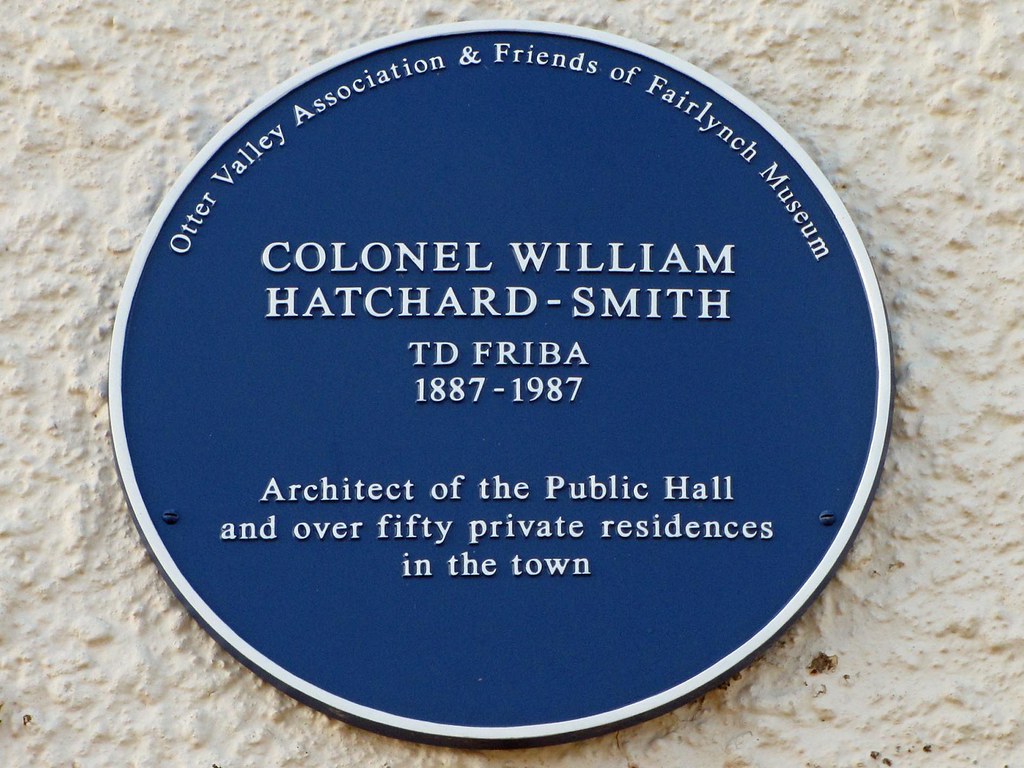 Otter Valley Association & Friends of Fairlynch Museum
COLONEL WILLIAM
HATCHARD-SMITH
TD FRIBA
1887-1987
Architect of the Public Hall
and over fifty private residences
in the town